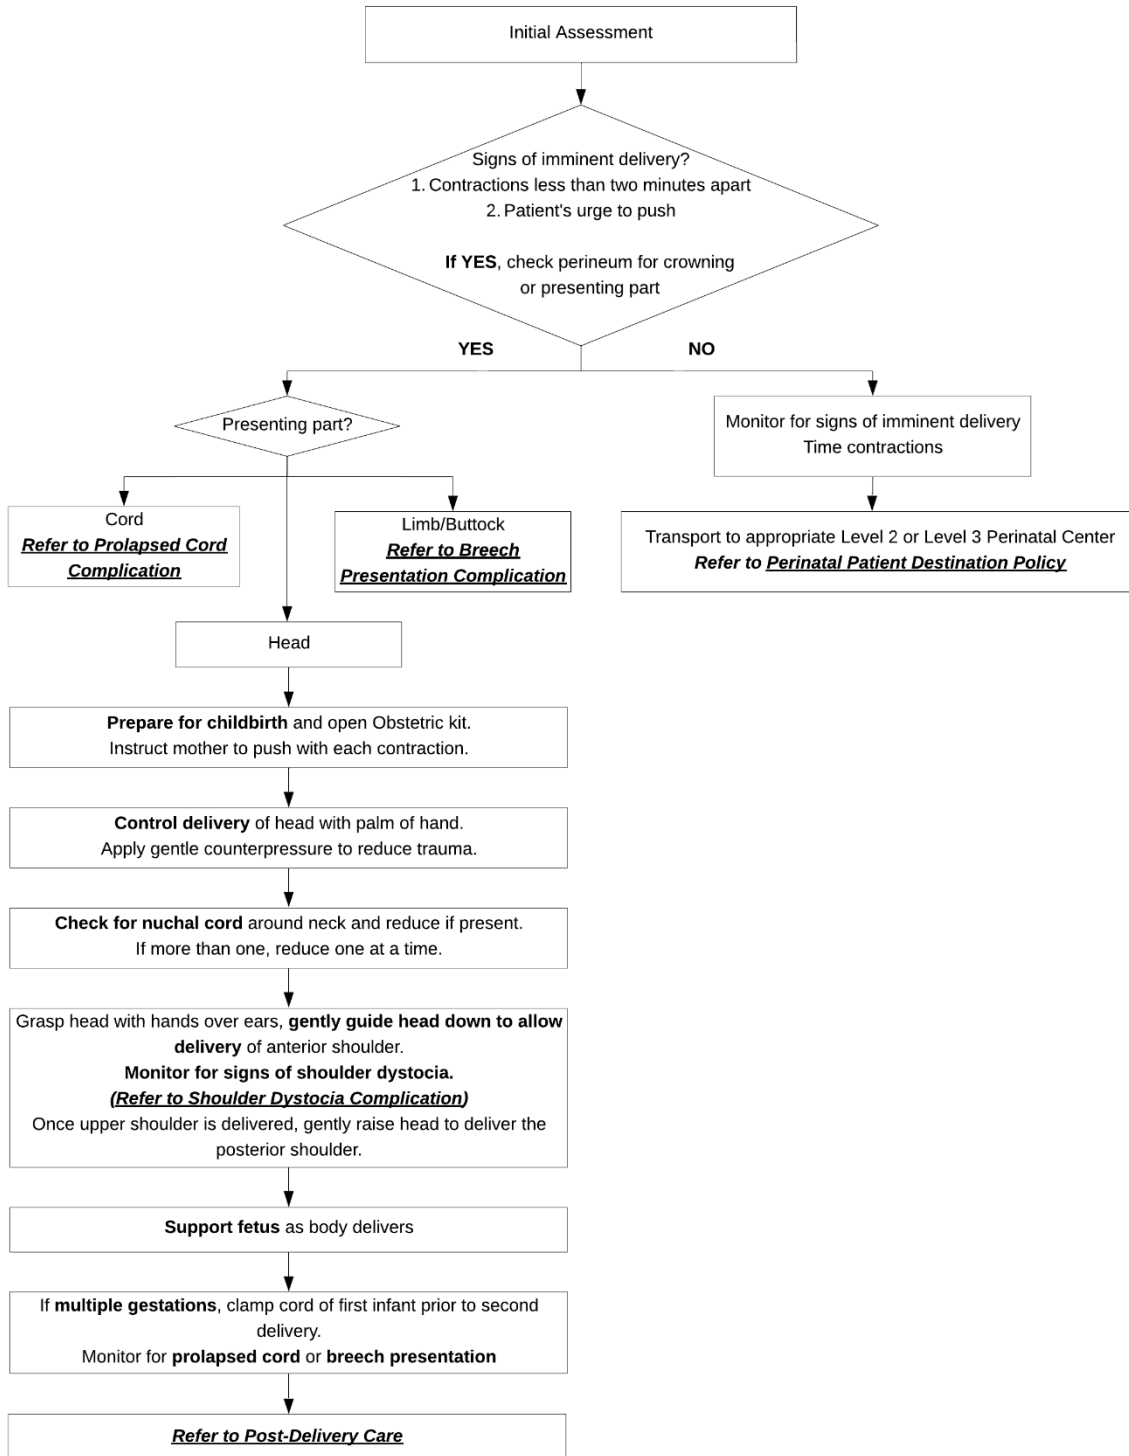 Initial Assessment
Signs of imminent delivery?
1. Contractions less than two minutes apart
2. Patient's urge to push
If YES, check perineum for crowning
or presenting part
YES
NO
Presenting part?
Monitor for signs of imminent delivery
Time contractions
Cord
Refer to Prolapsed Cord
Complication
Limb/Buttock
Refer to Breech
Presentation Complication
Transport to appropriate Level 2 or Level 3 Perinatal Center
Refer to Perinatal Patient Destination Policy
Head
Prepare for childbirth and open Obstetric kit.
Instruct mother to push with each contraction.
Control delivery of head with palm of hand.
Apply gentle counterpressure to reduce trauma.
Check for nuchal cord around neck and reduce if present.
If more than one, reduce one at a time.
Grasp head with hands over ears, gently guide head down to allow
delivery of anterior shoulder.
Monitor for signs of shoulder dystocia.
(Refer to Shoulder Dystocia Complication)
Once upper shoulder is delivered, gently raise head to deliver the
posterior shoulder.
Support fetus as body delivers
If multiple gestations, clamp cord of first infant prior to second
delivery.
Monitor for prolapsed cord or breech presentation
Refer to Post-Delivery Care